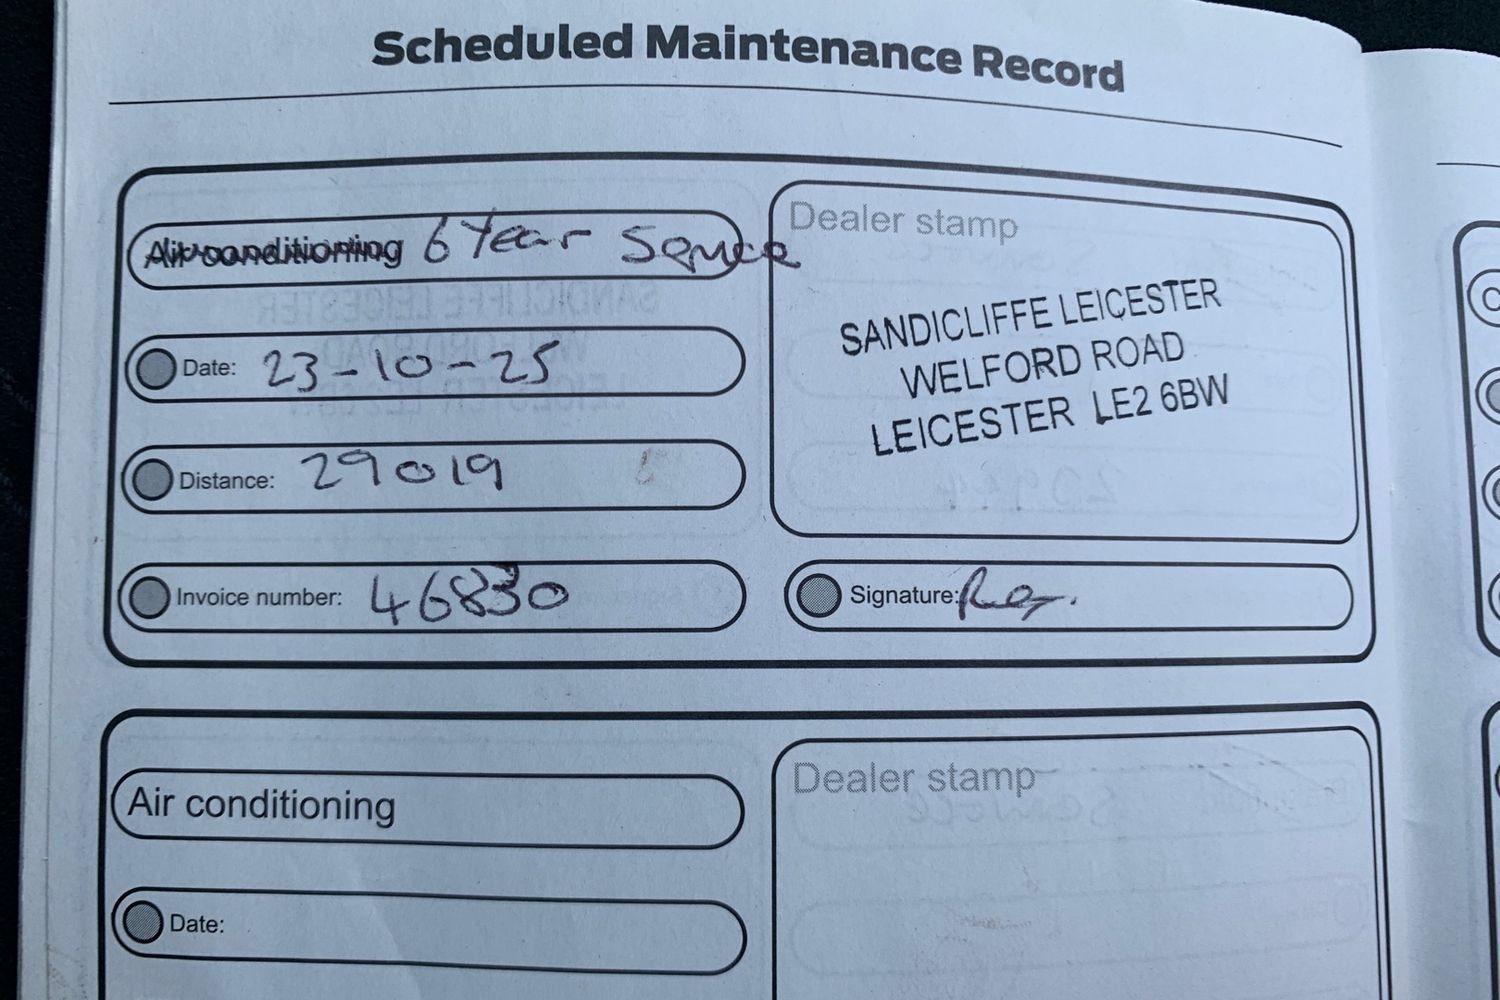 Scheduled Maintenance Record
Air conditioning 6 Year Service
Date: 23-10-25
Distance: 29019
Invoice number: 46830
Dealer stamp
SANDICLIFFE LEICESTER
WELFORD ROAD
LEICESTER LE2 6BW
Signature:
Air conditioning
Date:
Dealer stamp